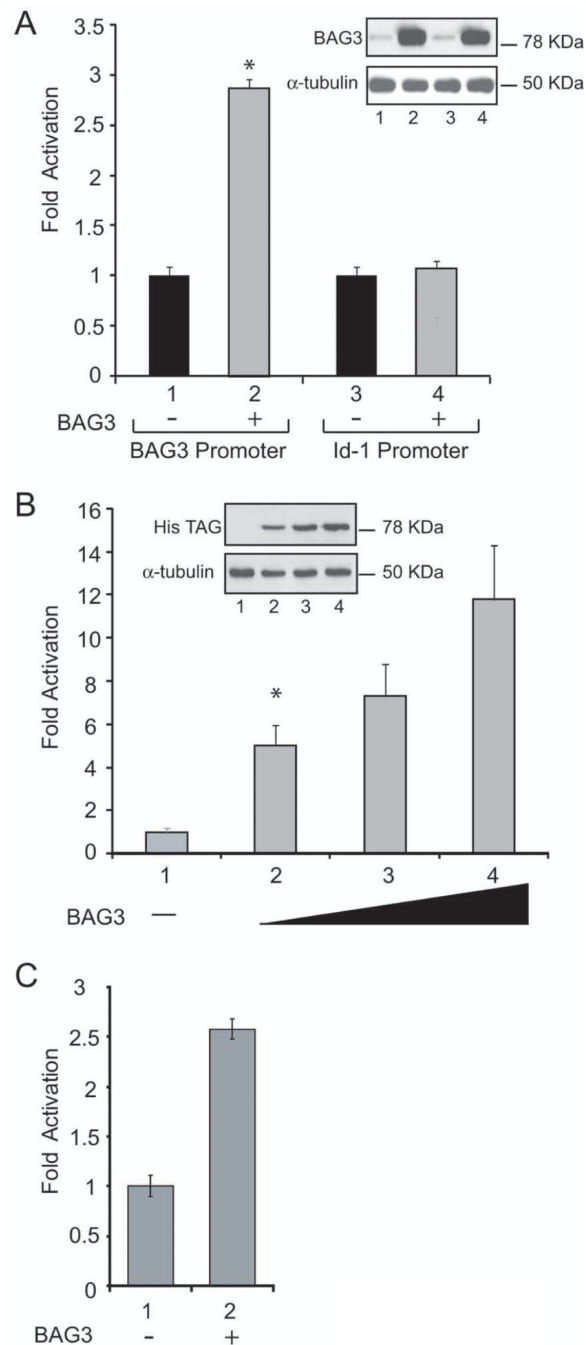 A
BAG3
78 KDa
α-tubulin
50 KDa
1 2 3 4
Fold Activation
3.5
3
2.5
2
1.5
1
0.5
0
*
1 2 3 4
BAG3 - + - +
BAG3 Promoter Id-1 Promoter
B
His TAG
78 KDa
α-tubulin
50 KDa
1 2 3 4
Fold Activation
16
14
12
10
8
6
4
2
0
*
1 2 3 4
BAG3 —
C
Fold Activation
3
2.5
2
1.5
1
0.5
0
1 2
BAG3 - +